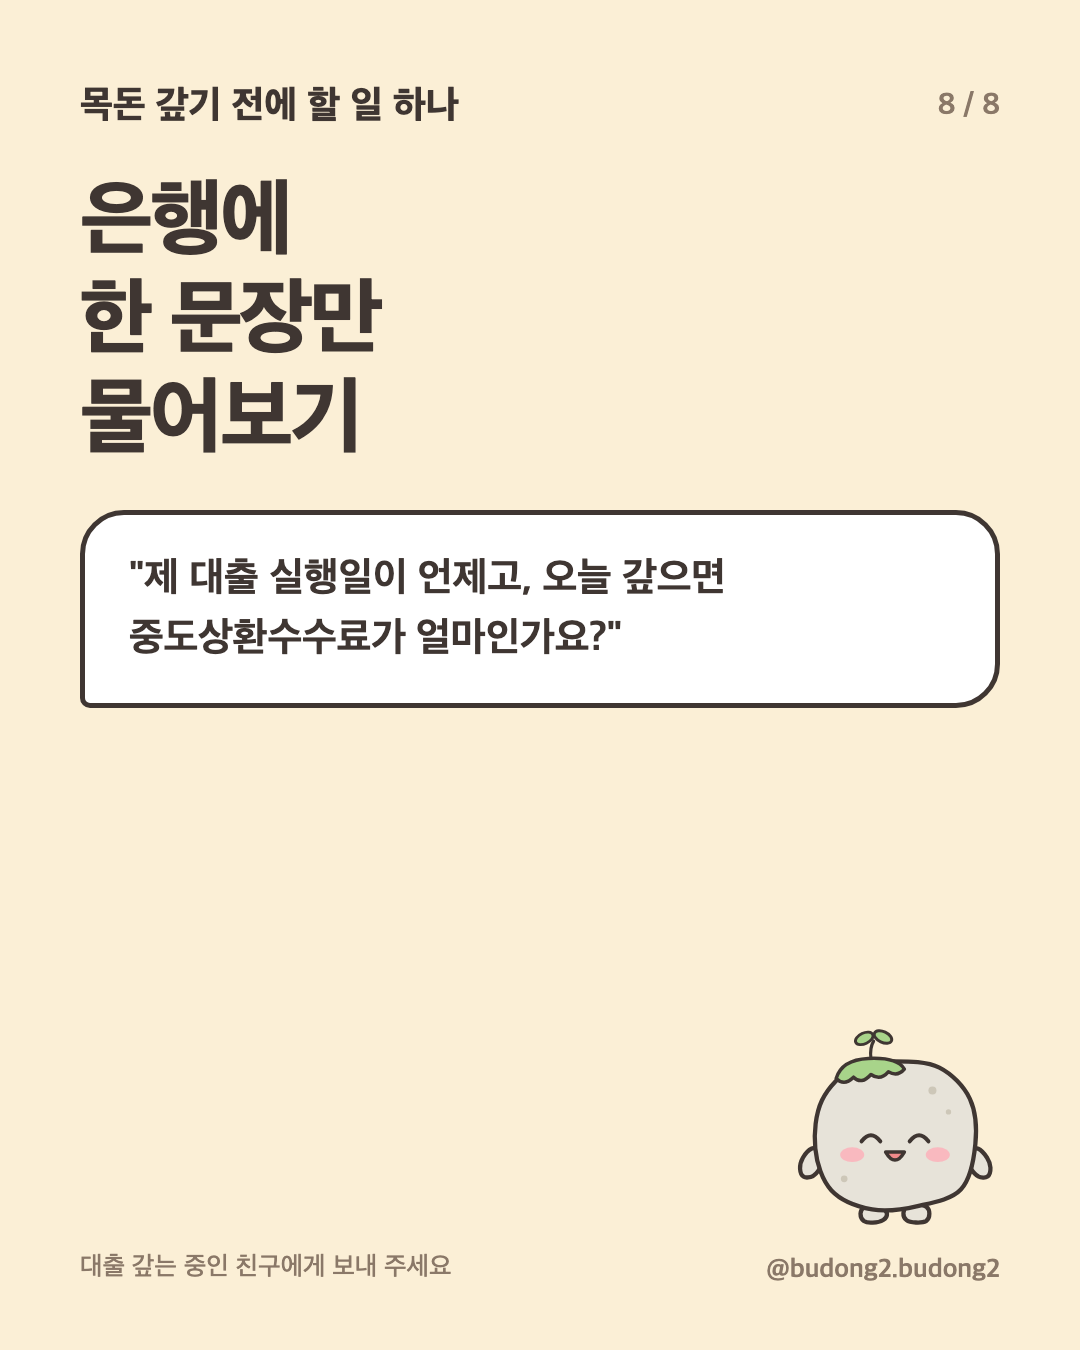 목돈 갚기 전에 할 일 하나
8 / 8
은행에
한 문장만
물어보기
"제 대출 실행일이 언제고, 오늘 갚으면
중도상환수수료가 얼마인가요?"
대출 갚는 중인 친구에게 보내 주세요
@budong2.budong2